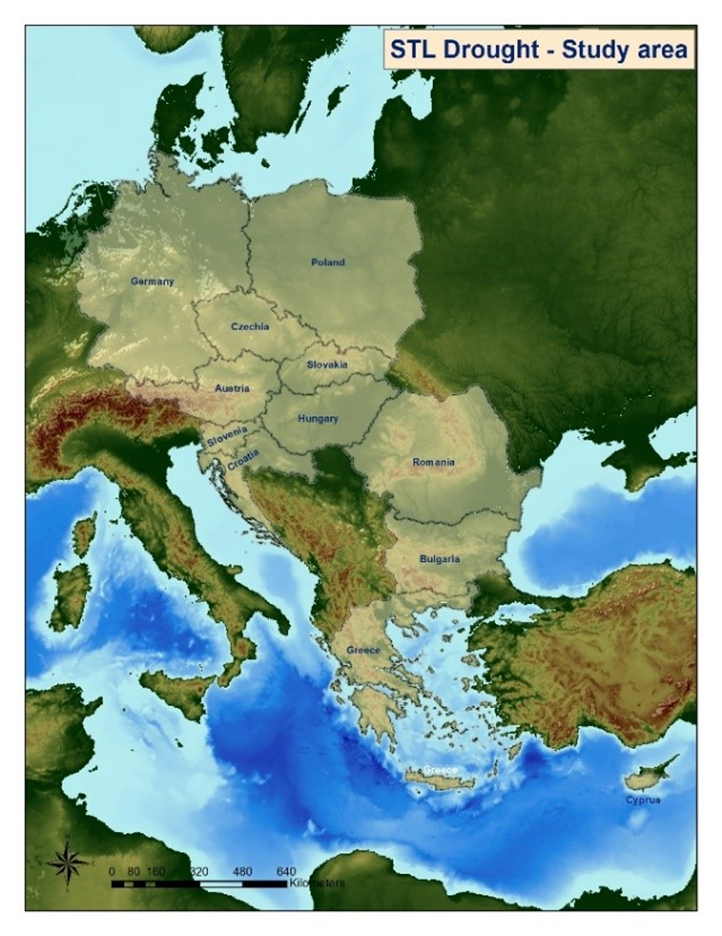 STL Drought - Study area
Poland
Germany
Czechia
Slovakia
Austria
Hungary
Slovenia
Croatia
Romania
Bulgaria
Greece
Greece
Cyprus
0 80 160 320 480 640
Kilometers